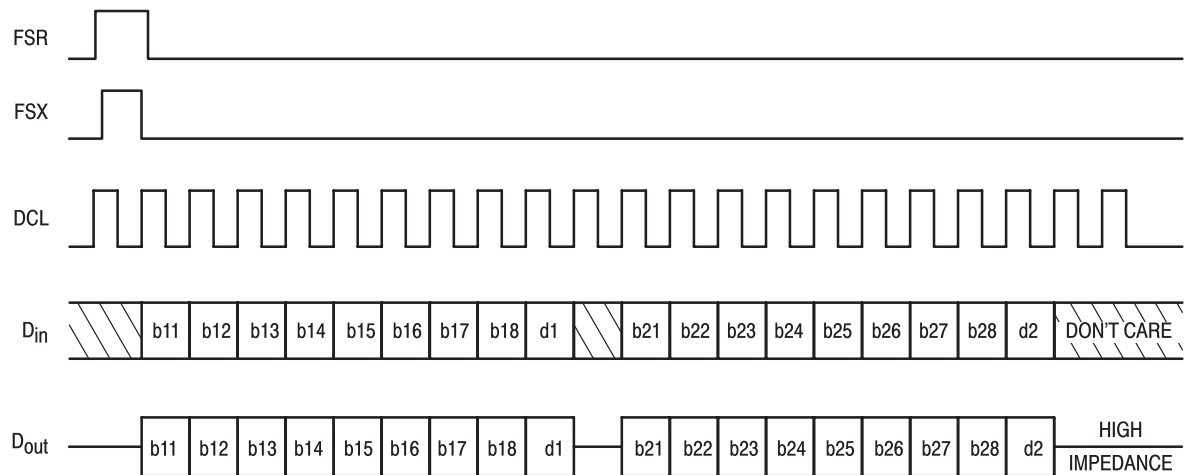 FSR
FSX
DCL
Din b11 b12 b13 b14 b15 b16 b17 b18 d1 b21 b22 b23 b24 b25 b26 b27 b28 d2 DON'T CARE
Dout b11 b12 b13 b14 b15 b16 b17 b18 d1 b21 b22 b23 b24 b25 b26 b27 b28 d2 HIGH
IMPEDANCE